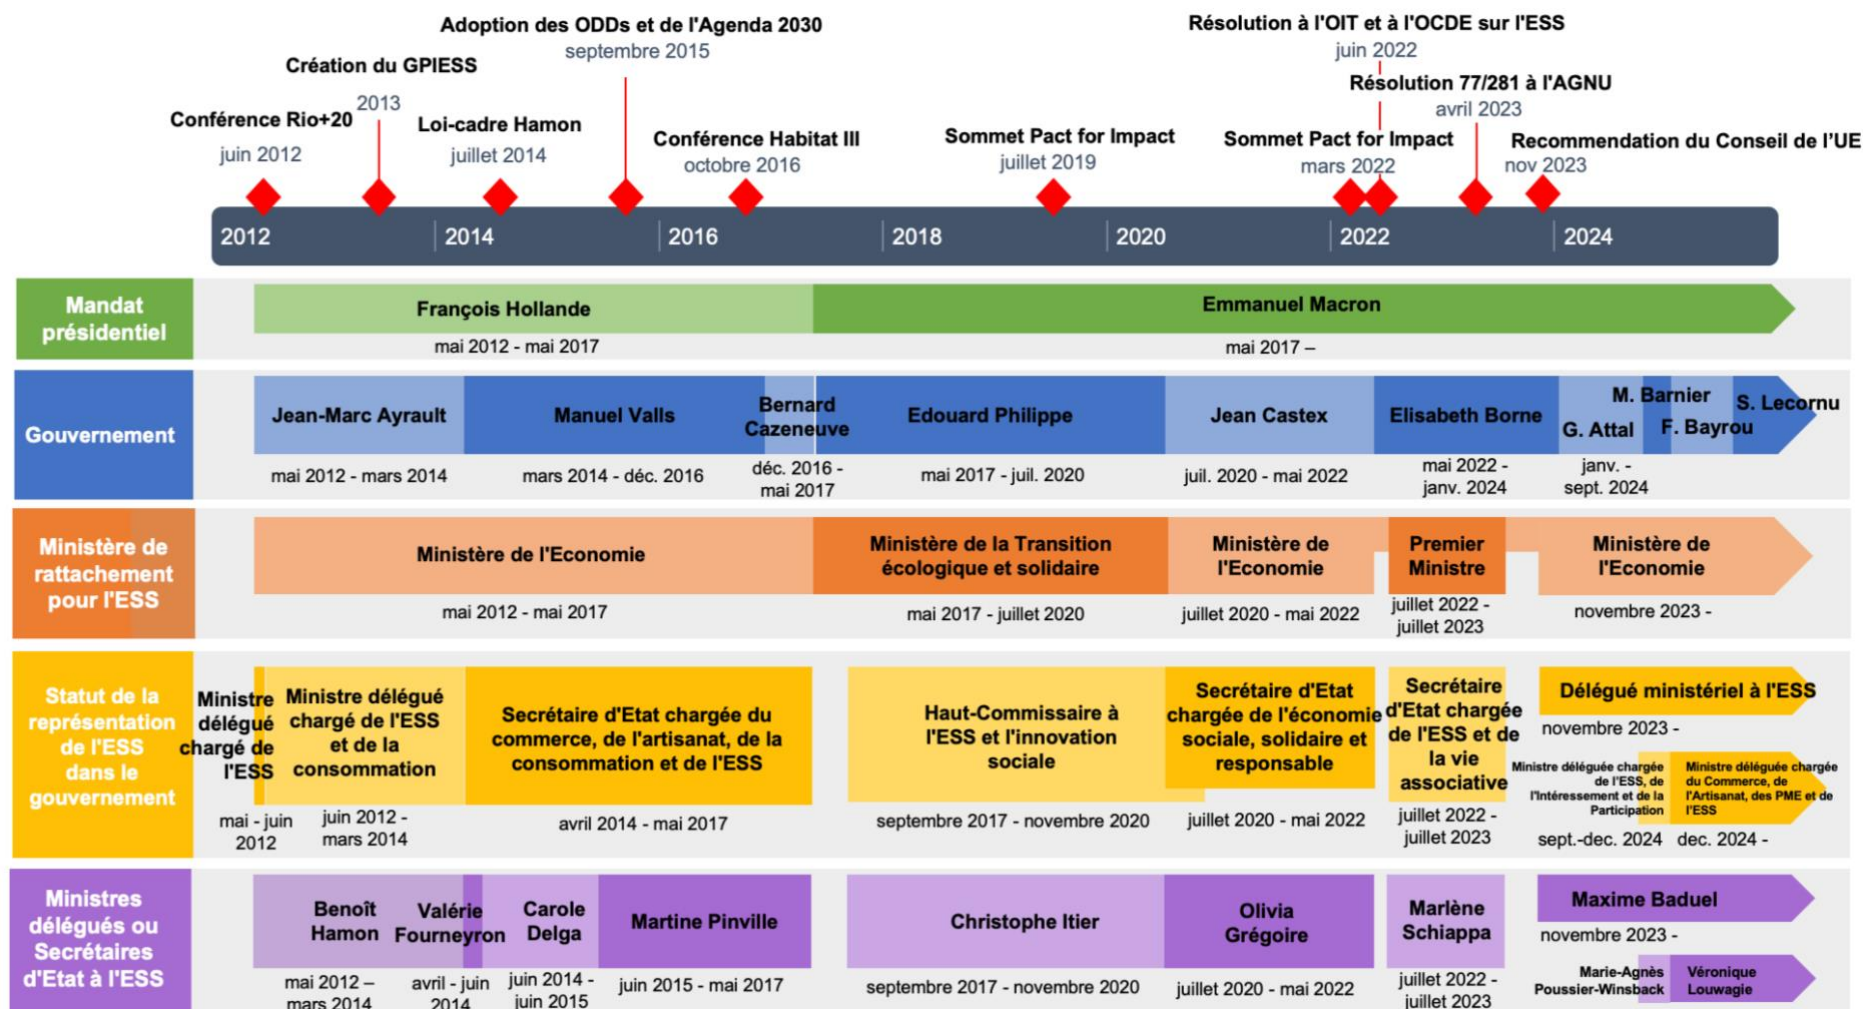 Adoption des ODDs et de l'Agenda 2030
septembre 2015
Résolution à l'OIT et à l'OCDE sur l'ESS
juin 2022
Création du GPIESS
2013
Résolution 77/281 à l'AGNU
avril 2023
Conférence Rio+20
juin 2012
Loi-cadre Hamon
juillet 2014
Conférence Habitat III
octobre 2016
Sommet Pact for Impact
juillet 2019
Sommet Pact for Impact
mars 2022
Recommendation du Conseil de l'UE
nov 2023
2012
2014
2016
2018
2020
2022
2024
Mandat
présidentiel
François Hollande
mai 2012 - mai 2017
Emmanuel Macron
mai 2017 –
Gouvernement
Jean-Marc Ayrault
mai 2012 - mars 2014
Manuel Valls
mars 2014 - déc. 2016
Bernard
Cazeneuve
déc. 2016 -
mai 2017
Edouard Philippe
mai 2017 - juil. 2020
Jean Castex
juil. 2020 - mai 2022
Elisabeth Borne
mai 2022 -
janv. 2024
G. Attal
janv. -
sept. 2024
M. Barnier
F. Bayrou
S. Lecornu
Ministère de
rattachement
pour l'ESS
Ministère de l'Economie
mai 2012 - mai 2017
Ministère de la Transition
écologique et solidaire
mai 2017 - juillet 2020
Ministère de
l'Economie
juillet 2020 - mai 2022
Premier
Ministre
juillet 2022 -
juillet 2023
Ministère de
l'Economie
novembre 2023 -
Statut de la
représentation
de l'ESS
dans le
gouvernement
Ministre
délégué
chargé de
l'ESS
mai - juin
2012
Ministre délégué
chargé de l'ESS
et de la
consommation
juin 2012 -
mars 2014
Secrétaire d'Etat chargée du
commerce, de l'artisanat, de la
consommation et de l'ESS
avril 2014 - mai 2017
Haut-Commissaire à
l'ESS et l'innovation
sociale
septembre 2017 - novembre 2020
Secrétaire d'Etat
chargée de l'économie
sociale, solidaire et
responsable
juillet 2020 - mai 2022
Secrétaire
d'Etat chargée
de l'ESS et de
la vie
associative
juillet 2022 -
juillet 2023
Délégué ministériel à l'ESS
novembre 2023 -
Ministre déléguée chargée
de l'ESS, de
l'Intéressement et de la
Participation
sept.-dec. 2024
Ministre déléguée chargée
du Commerce, de
l'Artisanat, des PME et de
l'ESS
dec. 2024 -
Ministres
délégués ou
Secrétaires
d'Etat à l'ESS
Benoît
Hamon
mai 2012 –
mars 2014
Valérie
Fourneyron
avril - juin
2014
Carole
Delga
juin 2014 -
juin 2015
Martine Pinville
juin 2015 - mai 2017
Christophe Itier
septembre 2017 - novembre 2020
Olivia
Grégoire
juillet 2020 - mai 2022
Marlène
Schiappa
juillet 2022 -
juillet 2023
Maxime Baduel
novembre 2023 -
Marie-Agnès
Poussier-Winsback
Véronique
Louwagie